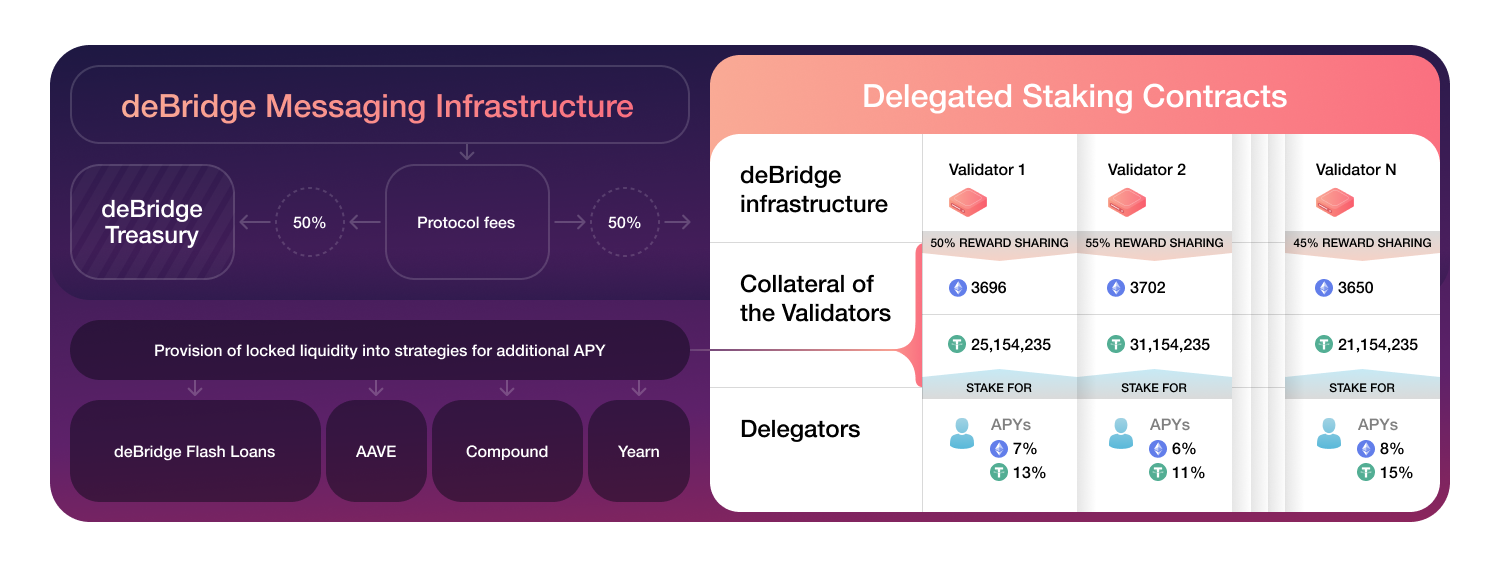 deBridge Messaging Infrastructure
deBridge
Treasury
50%
Protocol fees
50%
Provision of locked liquidity into strategies for additional APY
deBridge Flash Loans
AAVE
Compound
Yearn
Delegated Staking Contracts
deBridge
infrastructure
Validator 1
Validator 2
Validator N
50% REWARD SHARING
55% REWARD SHARING
45% REWARD SHARING
Collateral of
the Validators
3696
3702
3650
25,154,235
31,154,235
21,154,235
STAKE FOR
STAKE FOR
STAKE FOR
Delegators
APYs
7%
13%
APYs
6%
11%
APYs
8%
15%